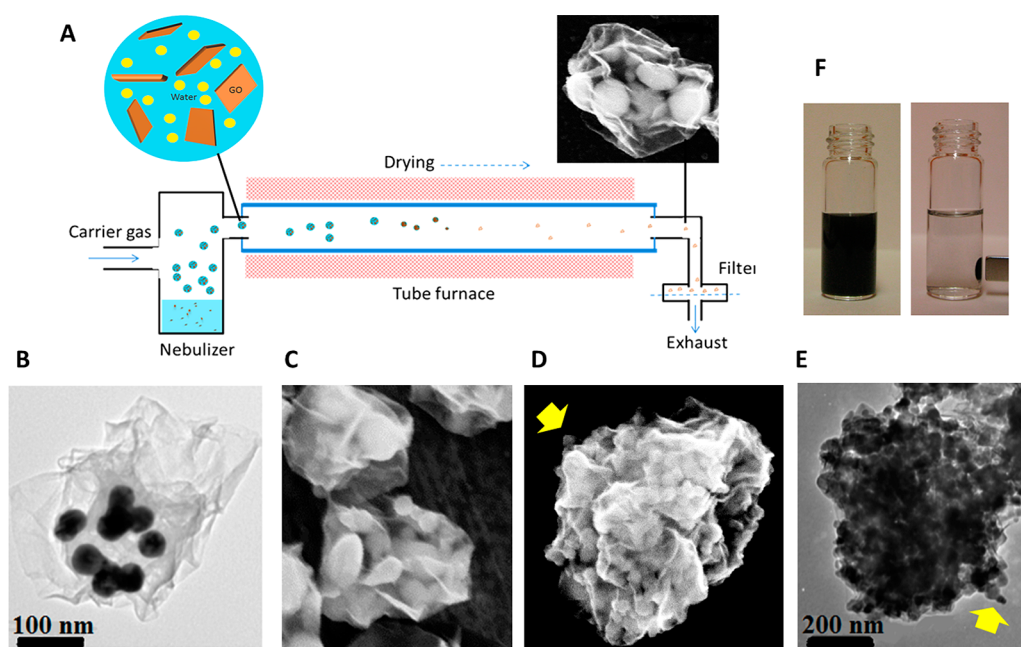 A
Water
GO
F
Drying
Carrier gas
Filter
Tube furnace
Nebulizer
Exhaust
B
C
D
E
100 nm
200 nm